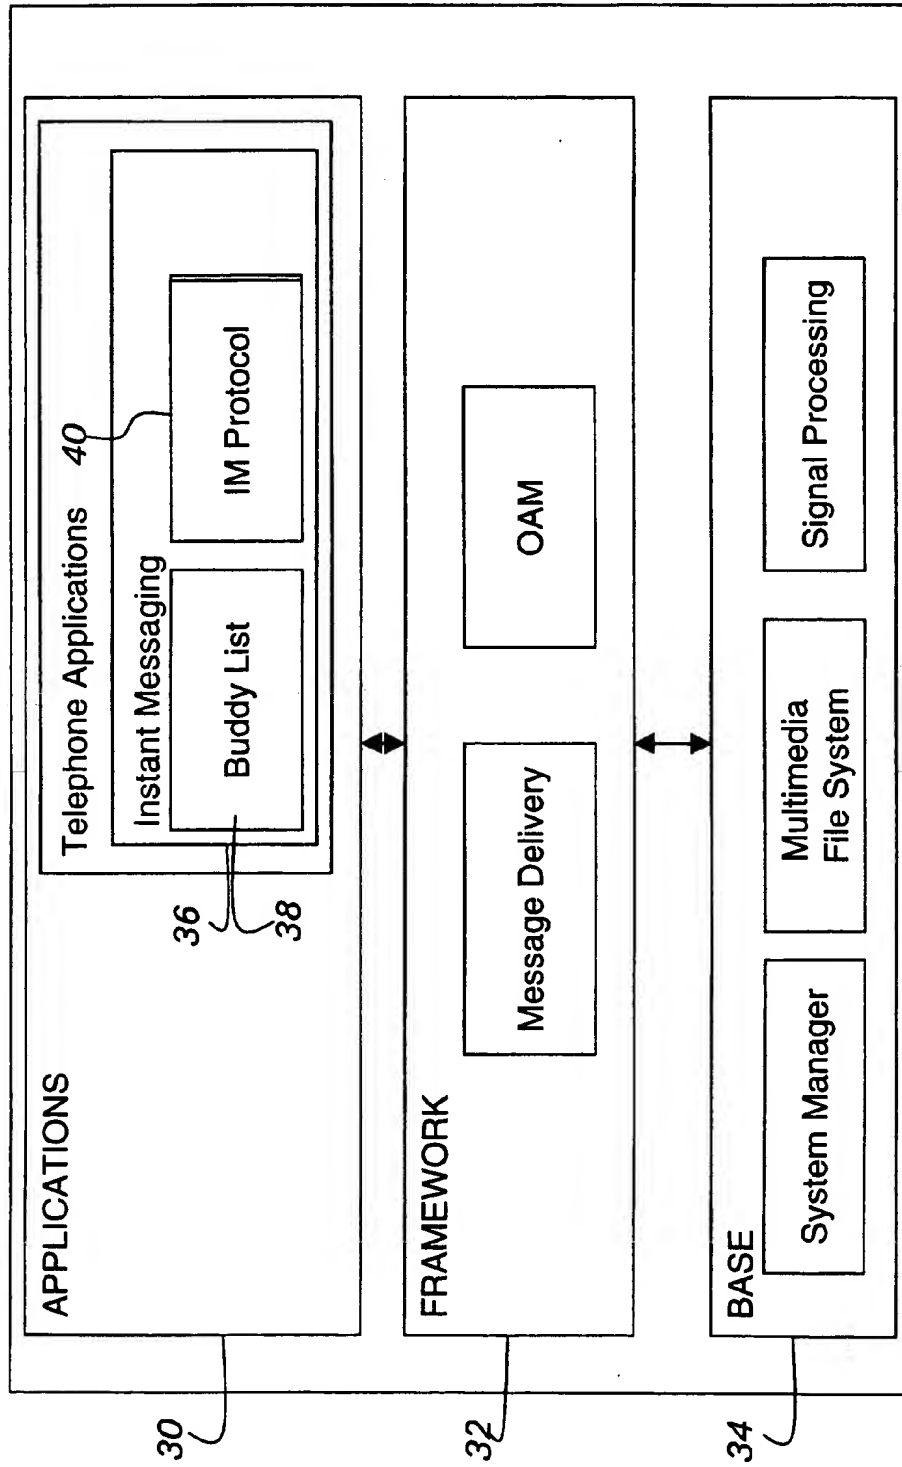 APPLICATIONS
Telephone Applications
40
Instant Messaging
Buddy List
IM Protocol
36
38
30
FRAMEWORK
Message Delivery
OAM
32
BASE
System Manager
Multimedia
File System
Signal Processing
34